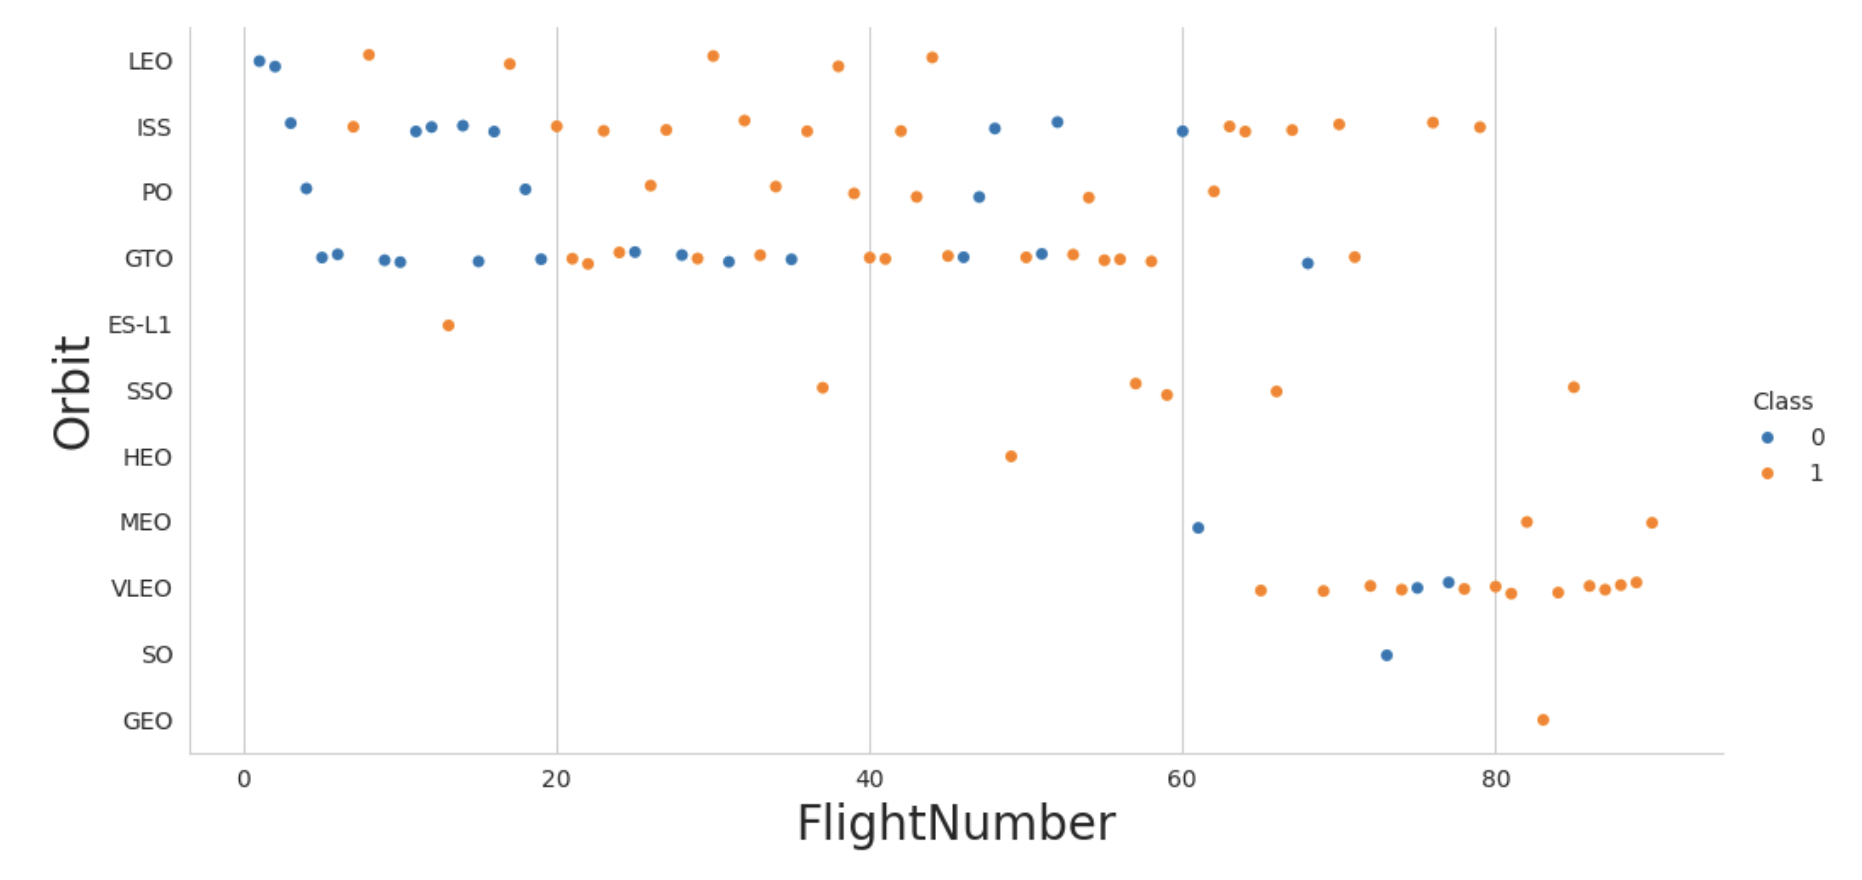 LEO
ISS
PO
GTO
ES-L1
SSO
HEO
MEO
VLEO
SO
GEO
Orbit
0 20 40 60 80
FlightNumber
Class
0
1